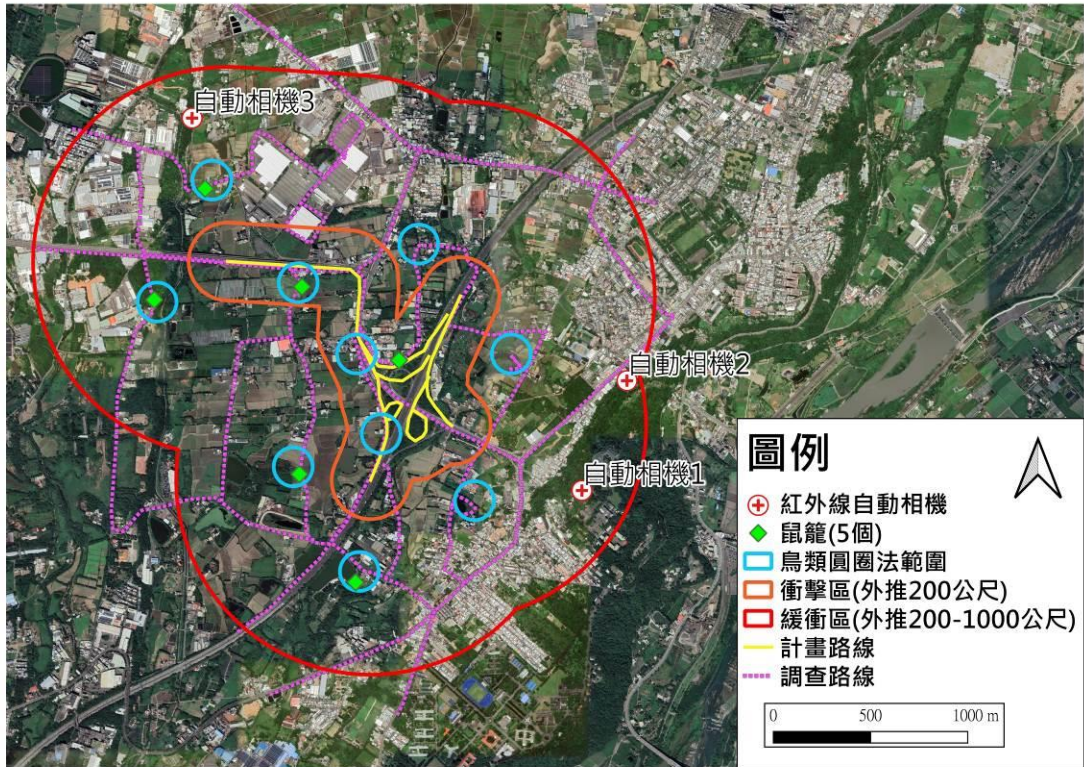 自動相機3
自動相機2
自動相機1
圖例
紅外線自動相機
鼠籠(5個)
鳥類圓圈法範圍
衝擊區(外推200公尺)
緩衝區(外推200-1000公尺)
計畫路線
調查路線
0 500 1000 m